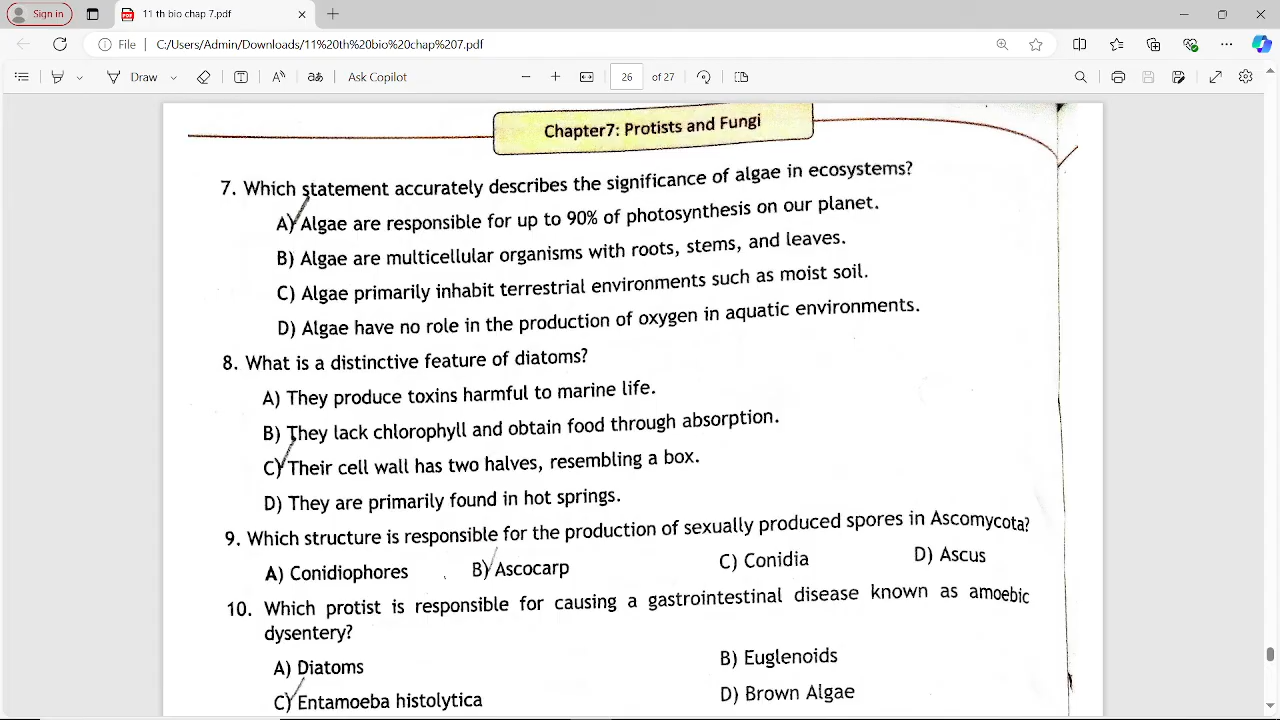 Sign in
11 th bio chap 7.pdf
File C:/Users/Admin/Downloads/11%20th%20bio%20chap%207.pdf
Draw Ask Copilot 26 of 27
Chapter7: Protists and Fungi
7. Which statement accurately describes the significance of algae in ecosystems?
A) Algae are responsible for up to 90% of photosynthesis on our planet.
B) Algae are multicellular organisms with roots, stems, and leaves.
C) Algae primarily inhabit terrestrial environments such as moist soil.
D) Algae have no role in the production of oxygen in aquatic environments.
8. What is a distinctive feature of diatoms?
A) They produce toxins harmful to marine life.
B) They lack chlorophyll and obtain food through absorption.
C) Their cell wall has two halves, resembling a box.
D) They are primarily found in hot springs.
9. Which structure is responsible for the production of sexually produced spores in Ascomycota?
A) Conidiophores B) Ascocarp C) Conidia D) Ascus
10. Which protist is responsible for causing a gastrointestinal disease known as amoebic
dysentery?
A) Diatoms B) Euglenoids
C) Entamoeba histolytica D) Brown Algae